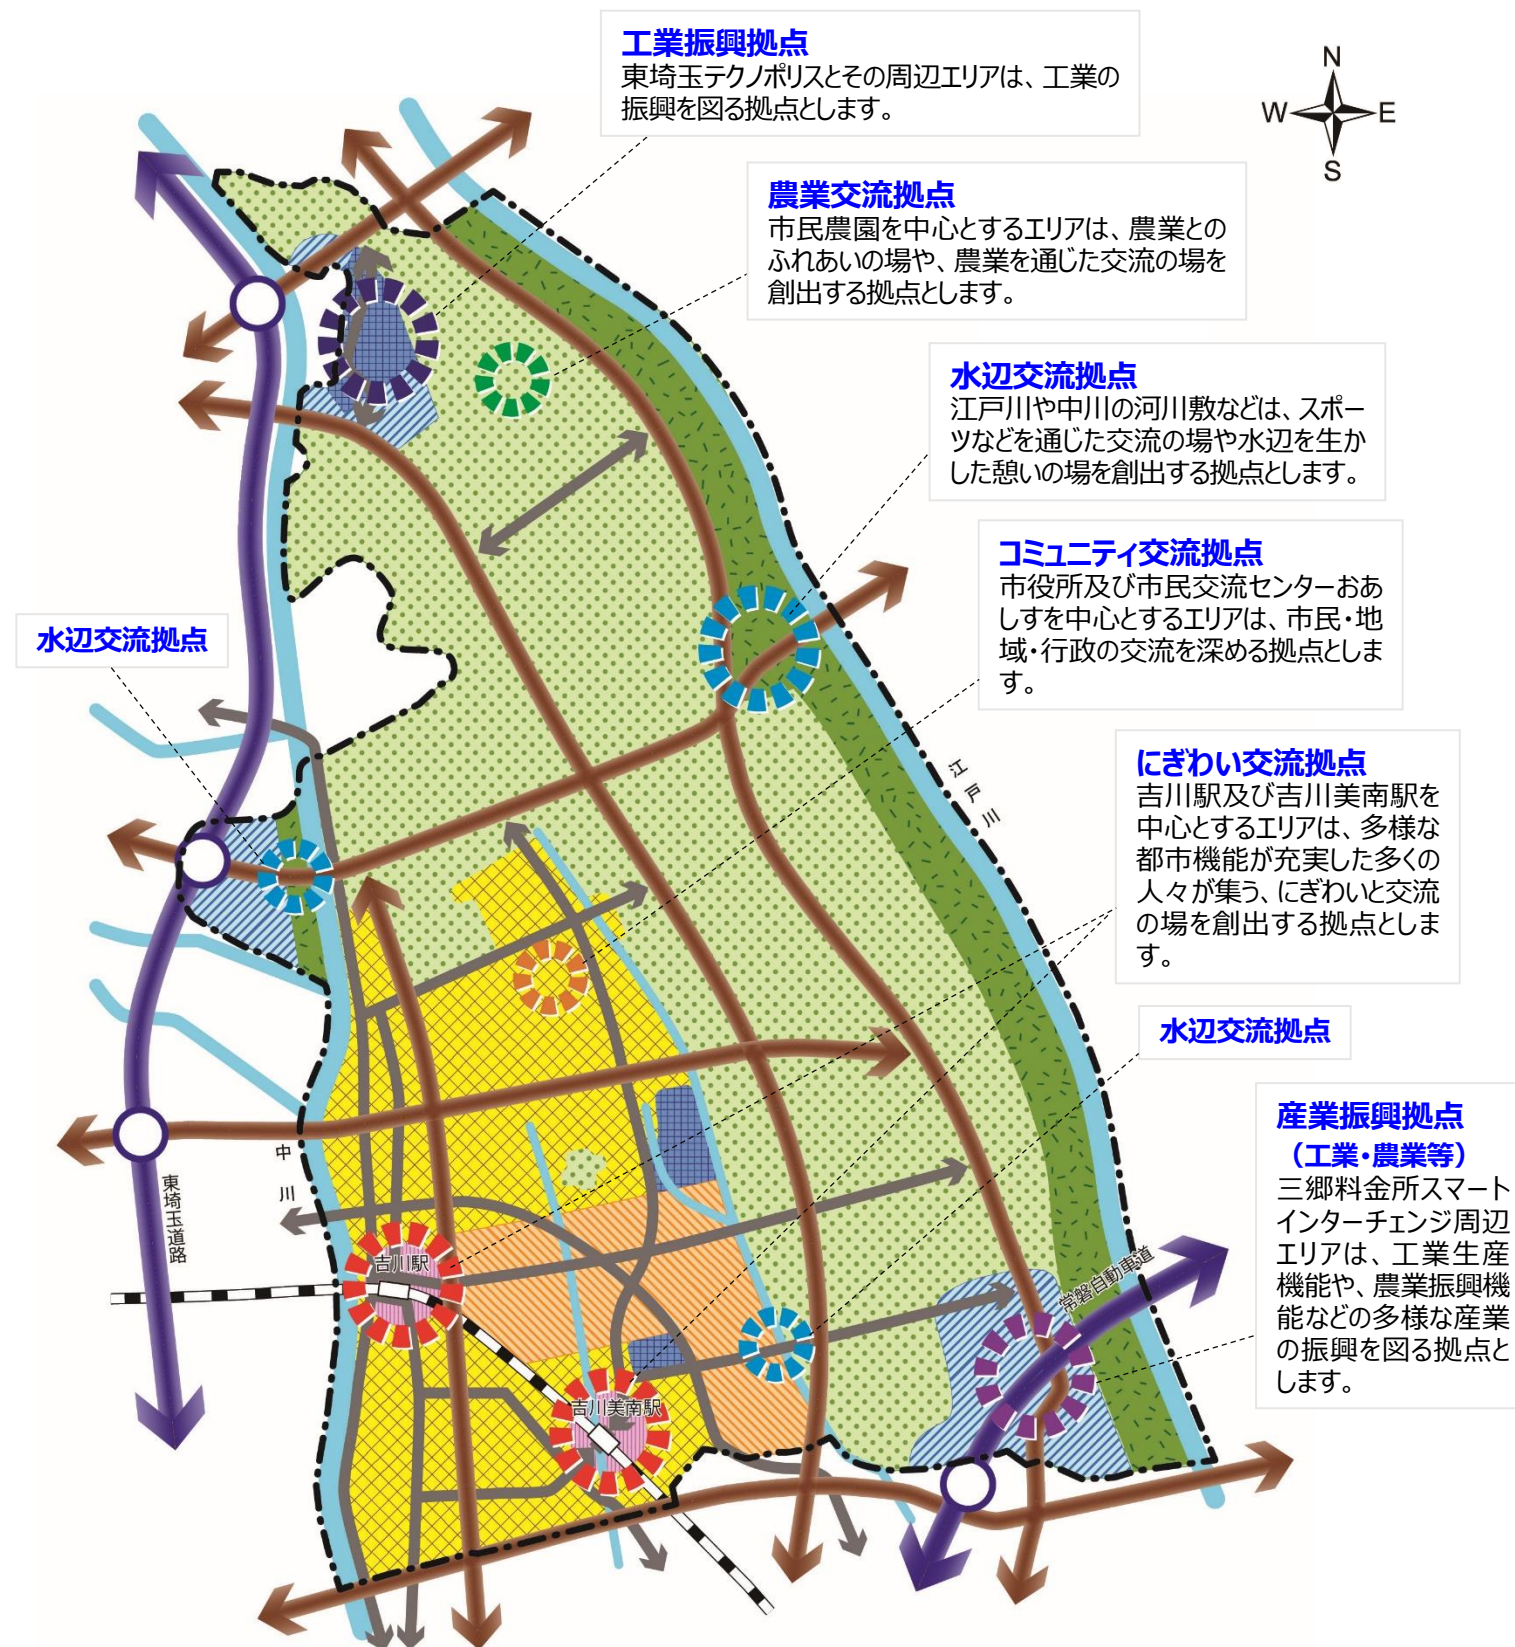 工業振興拠点
東埼玉テクノポリスとその周辺エリアは、工業の
振興を図る拠点とします。
N
W
E
S
農業交流拠点
市民農園を中心とするエリアは、農業との
ふれあいの場や、農業を通じた交流の場を
創出する拠点とします。
水辺交流拠点
江戸川や中川の河川敷などは、スポー
ツなどを通じた交流の場や水辺を生か
した憩いの場を創出する拠点とします。
コミュニティ交流拠点
市役所及び市民交流センターおあ
しすを中心とするエリアは、市民・地
域・行政の交流を深める拠点としま
す。
水辺交流拠点
にぎわい交流拠点
吉川駅及び吉川美南駅を
中心とするエリアは、多様な
都市機能が充実した多くの
人々が集う、にぎわいと交流
の場を創出する拠点としま
す。
江戸川
水辺交流拠点
産業振興拠点
（工業・農業等）
三郷料金所スマート
インターチェンジ周辺
エリアは、工業生産
機能や、農業振興機
能などの多様な産業
の振興を図る拠点と
します。
中川
東埼玉道路
吉川駅
常磐自動車道
吉川美南駅